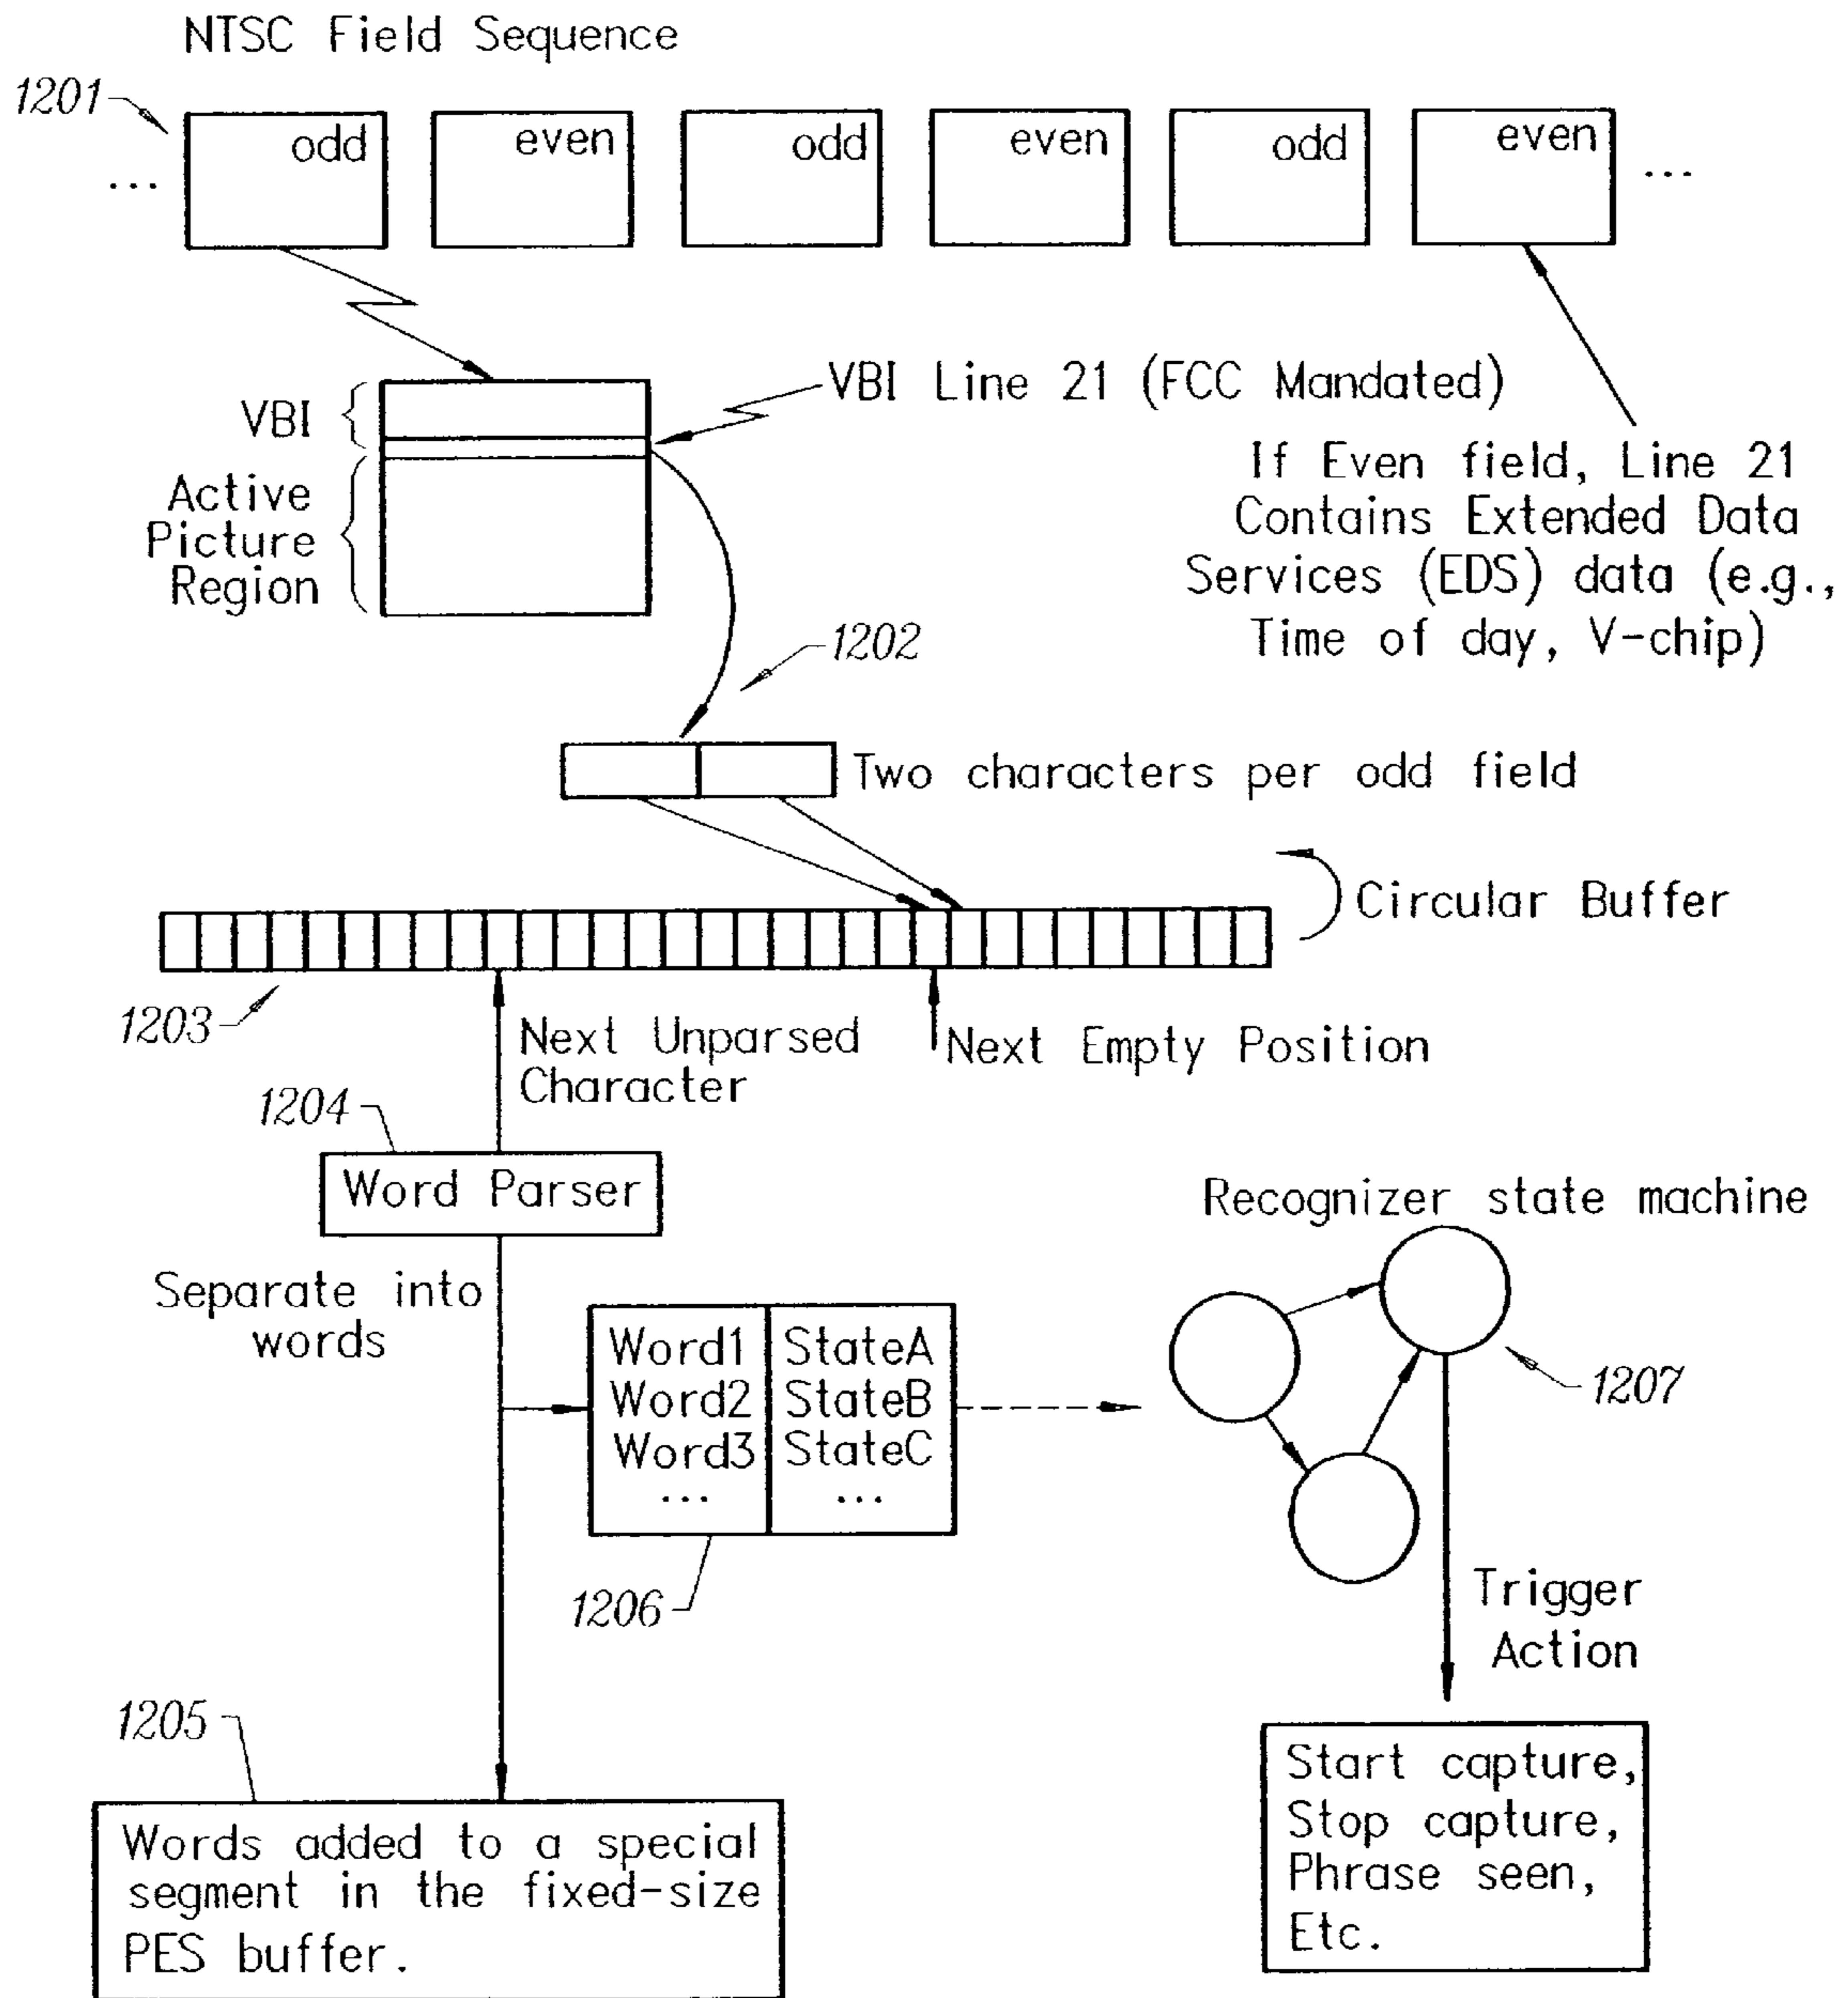 NTSC Field Sequence
1201
odd
even
odd
even
odd
even
...
...
VBI
VBI Line 21 (FCC Mandated)
Active
Picture
Region
If Even field, Line 21
Contains Extended Data
Services (EDS) data (e.g.,
Time of day, V-chip)
1202
Two characters per odd field
Circular Buffer
1203
Next Unparsed
Character
Next Empty Position
1204
Word Parser
Recognizer state machine
Separate into
words
Word1 StateA
Word2 StateB
Word3 StateC
... ...
1207
1206
Trigger
Action
1205
Words added to a special
segment in the fixed-size
PES buffer.
Start capture,
Stop capture,
Phrase seen,
Etc.